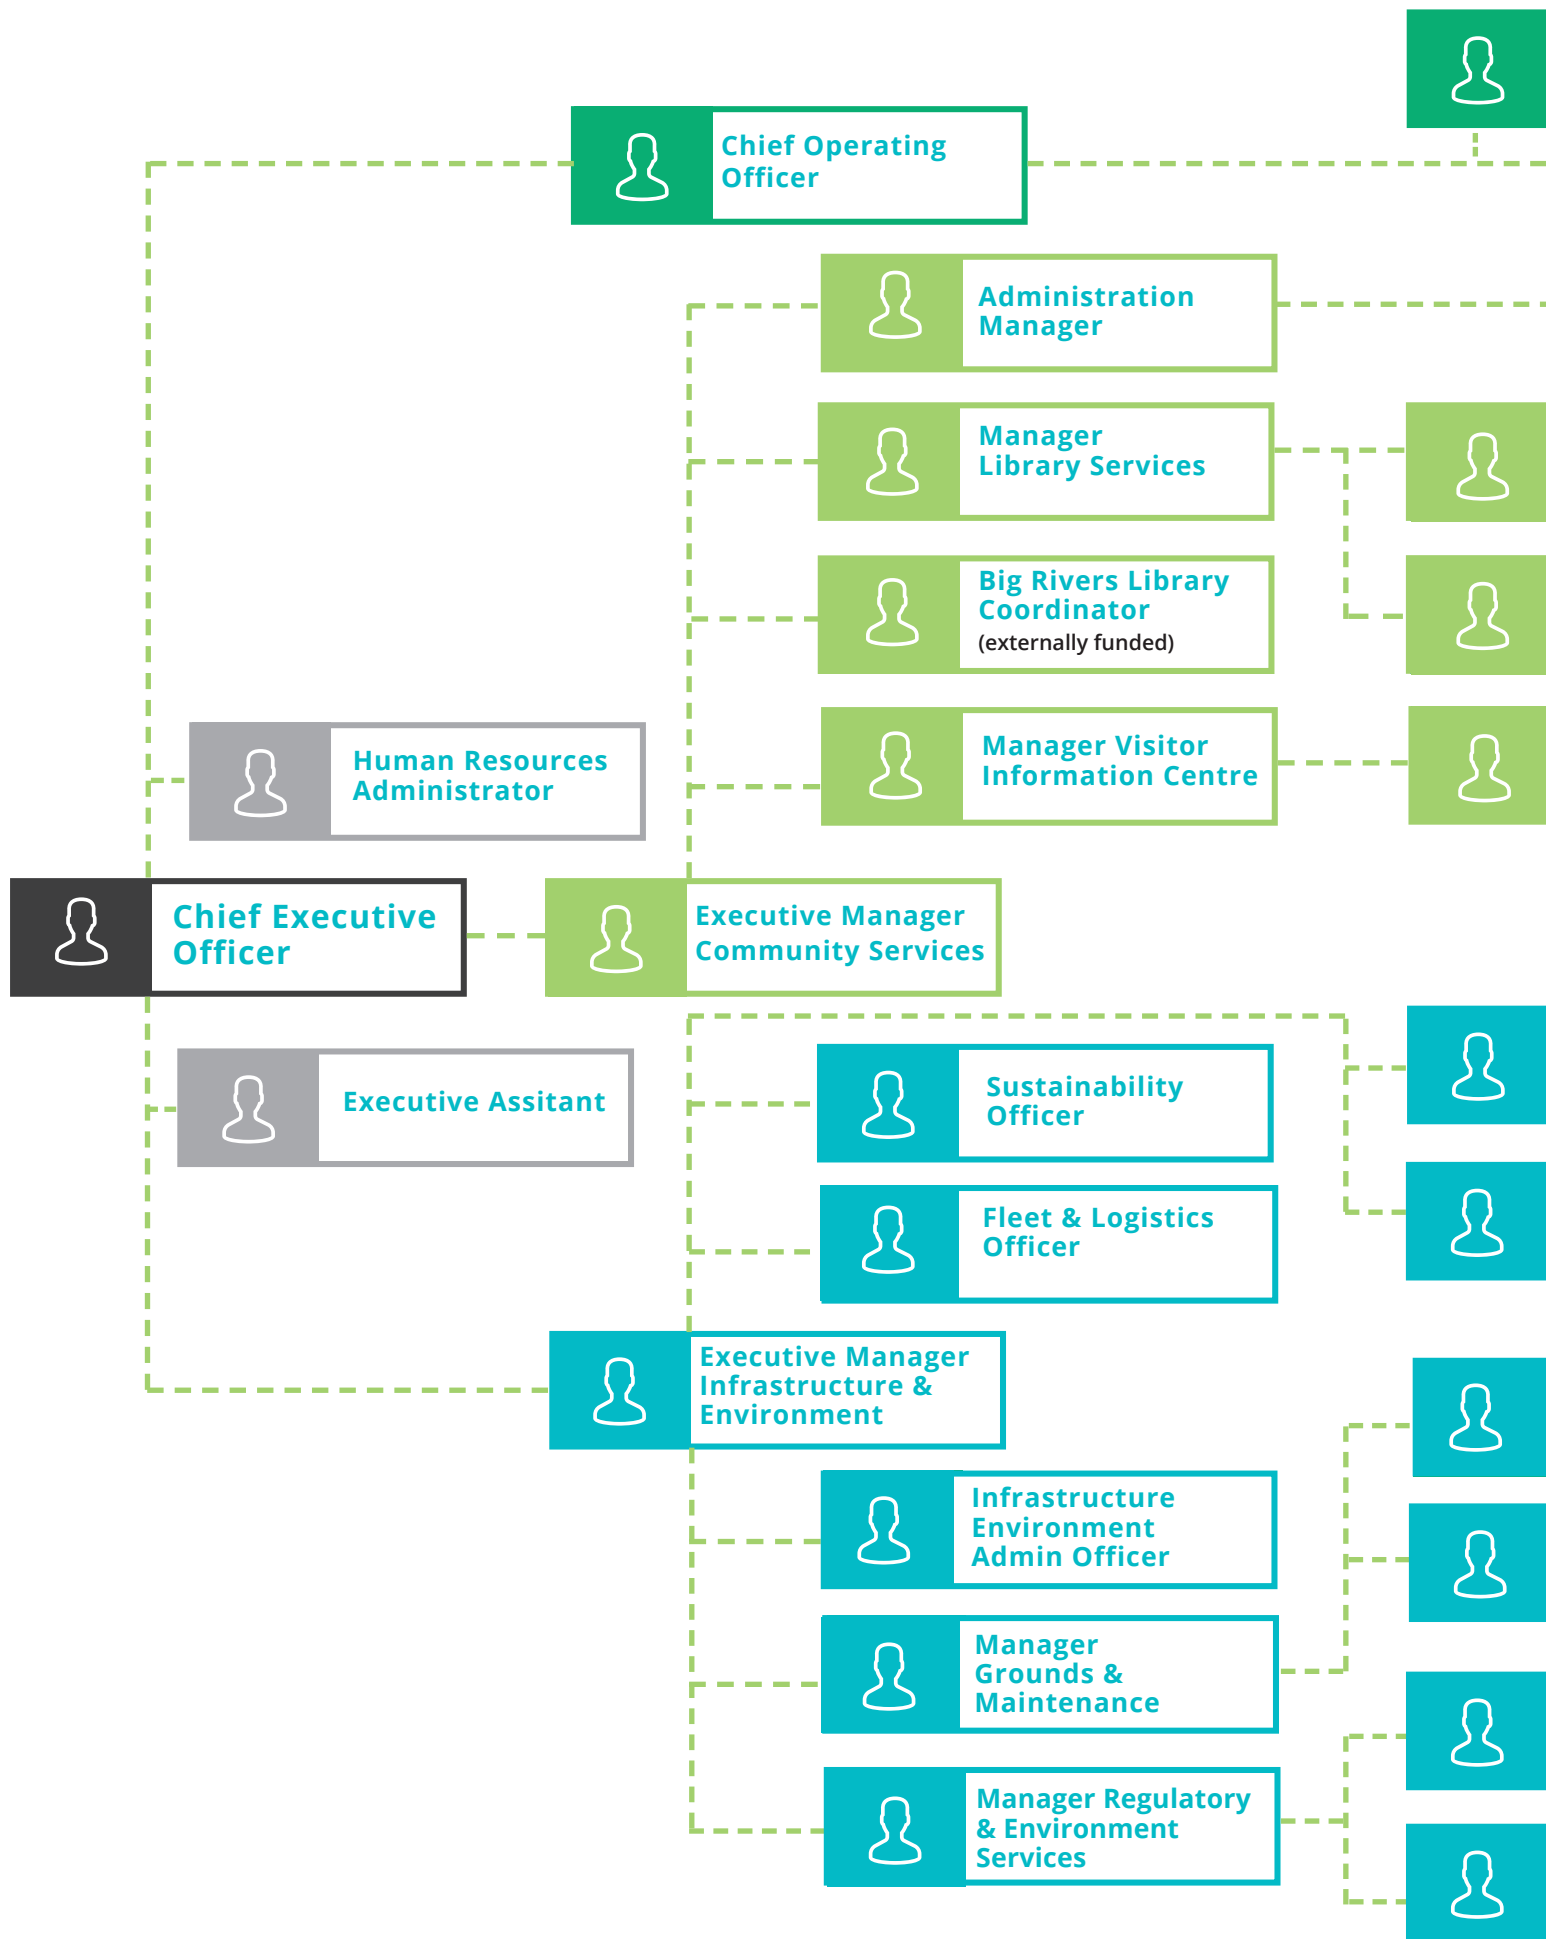 Chief Operating
Officer
Administration
Manager
Manager
Library Services
Big Rivers Library
Coordinator
(externally funded)
Manager Visitor
Information Centre
Human Resources
Administrator
Chief Executive
Officer
Executive Manager
Community Services
Executive Assitant
Sustainability
Officer
Fleet & Logistics
Officer
Executive Manager
Infrastructure &
Environment
Infrastructure
Environment
Admin Officer
Manager
Grounds &
Maintenance
Manager Regulatory
& Environment
Services